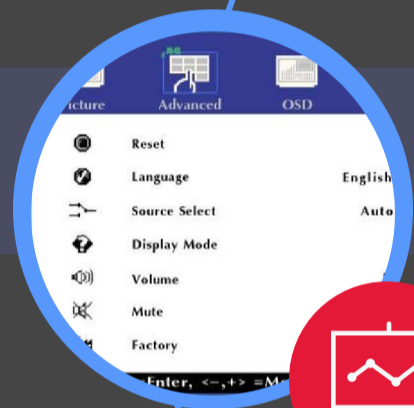 icture Advanced OSD
Reset
Language English
Source Select Auto
Display Mode
Volume
Mute
Factory
Enter, <-,+> =M